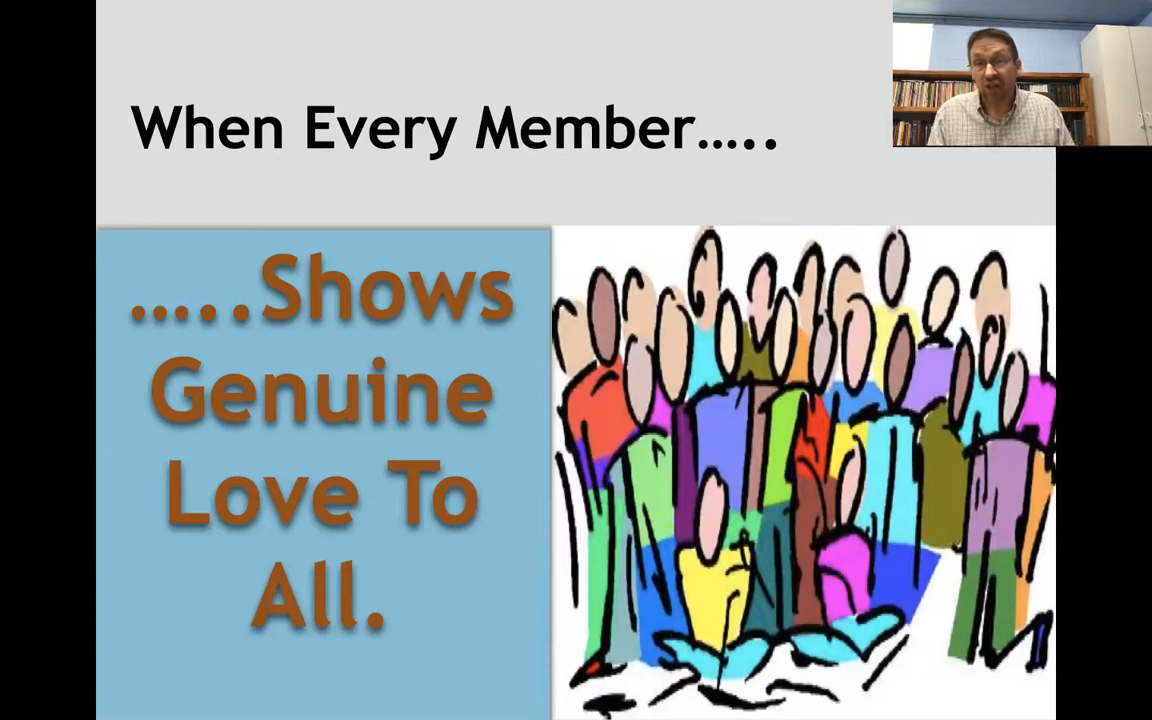 When Every Member…..
…..Shows
Genuine
Love To
All.